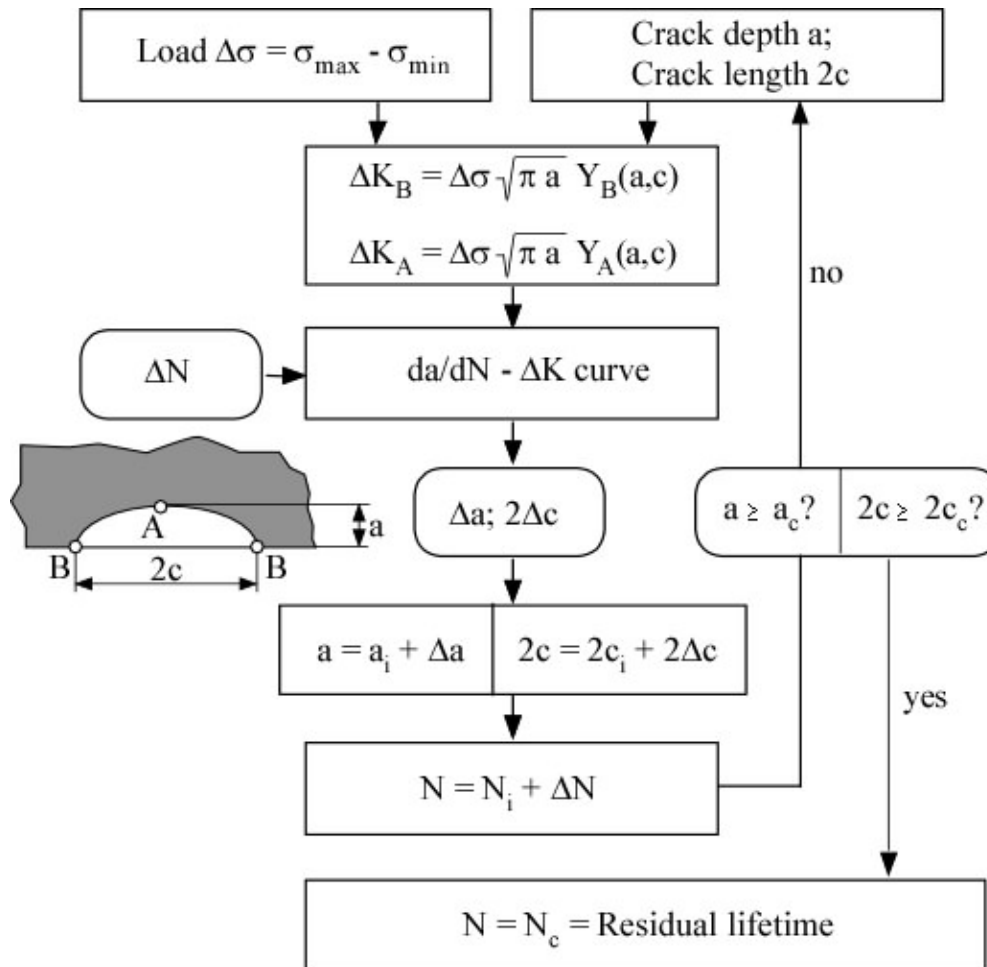 Load Δσ = σmax - σmin
Crack depth a;
Crack length 2c
ΔKB = Δσ √π a YB(a,c)
ΔKA = Δσ √π a YA(a,c)
no
ΔN
da/dN - ΔK curve
A
a
B
B
2c
Δa; 2Δc
a ≥ ac?
2c ≥ 2cc?
a = ai + Δa
2c = 2ci + 2Δc
yes
N = Ni + ΔN
N = Nc = Residual lifetime